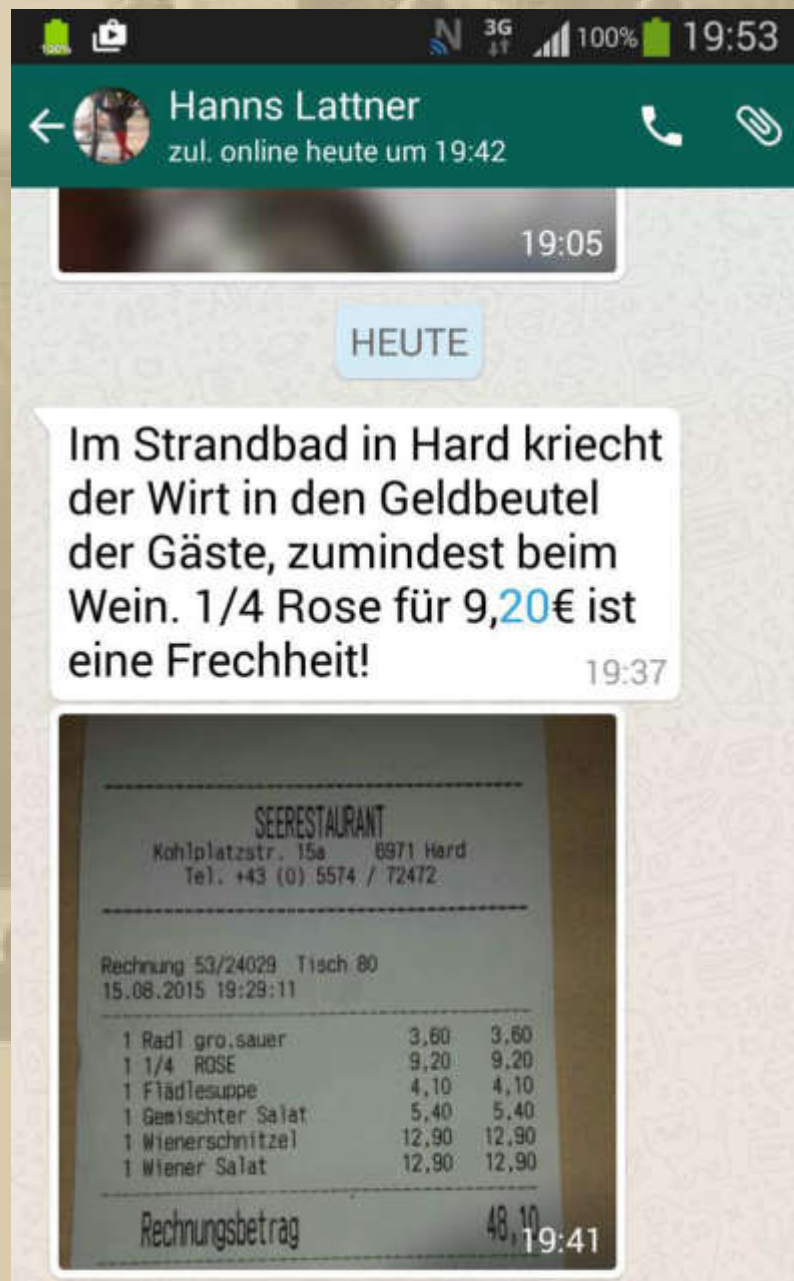 100% 3G 100% 19:53
Hanns Lattner
zul. online heute um 19:42
19:05
HEUTE
Im Strandbad in Hard kriecht
der Wirt in den Geldbeutel
der Gäste, zumindest beim
Wein. 1/4 Rose für 9,20€ ist
eine Frechheit!
19:37
SEERESTAURANT
Kohlplatzstr. 15a 6971 Hard
Tel. +43 (0) 5574 / 72472
Rechnung 53/24029 Tisch 80
15.08.2015 19:29:11
1 Radl gro.sauer 3,60 3,60
1 1/4 ROSE 9,20 9,20
1 Flädlesuppe 4,10 4,10
1 Gemischter Salat 5,40 5,40
1 Wienerschnitzel 12,90 12,90
1 Wiener Salat 12,90 12,90
Rechnungsbetrag 48,10
19:41